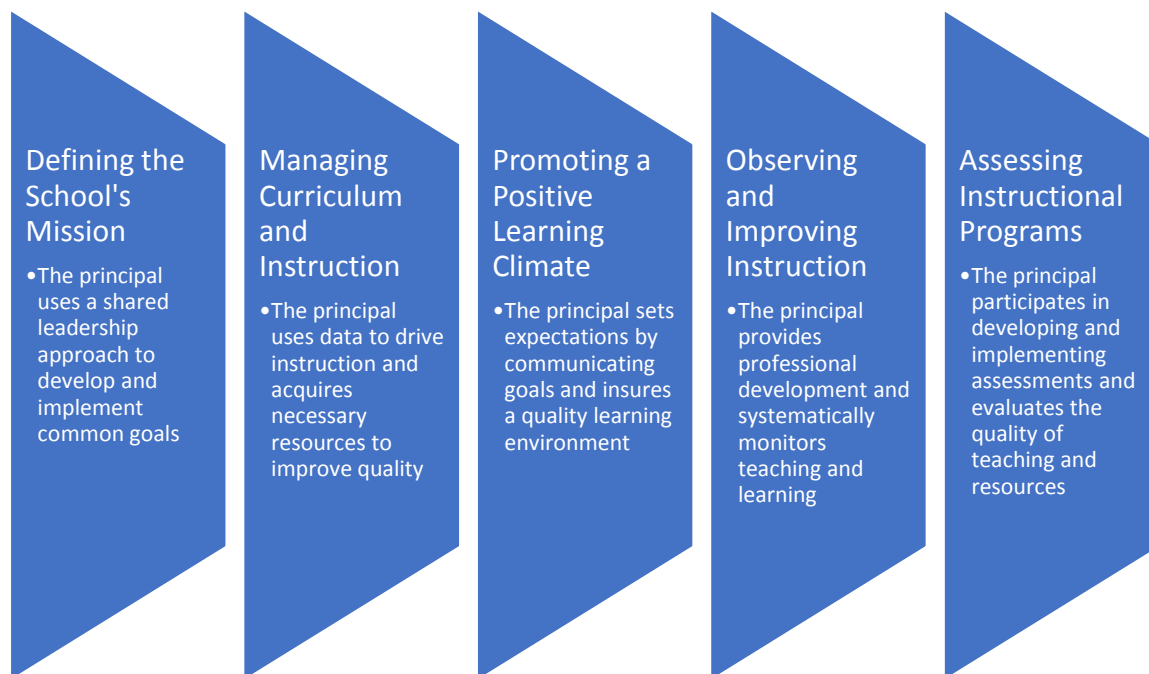 Defining the
School's
Mission
•The principal
uses a shared
leadership
approach to
develop and
implement
common goals
Managing
Curriculum
and
Instruction
•The principal
uses data to drive
instruction and
acquires
necessary
resources to
improve quality
Promoting a
Positive
Learning
Climate
•The principal sets
expectations by
communicating
goals and insures
a quality learning
environment
Observing
and
Improving
Instruction
•The principal
provides
professional
development and
systematically
monitors
teaching and
learning
Assessing
Instructional
Programs
•The principal
participates in
developing and
implementing
assessments and
evaluates the
quality of
teaching and
resources